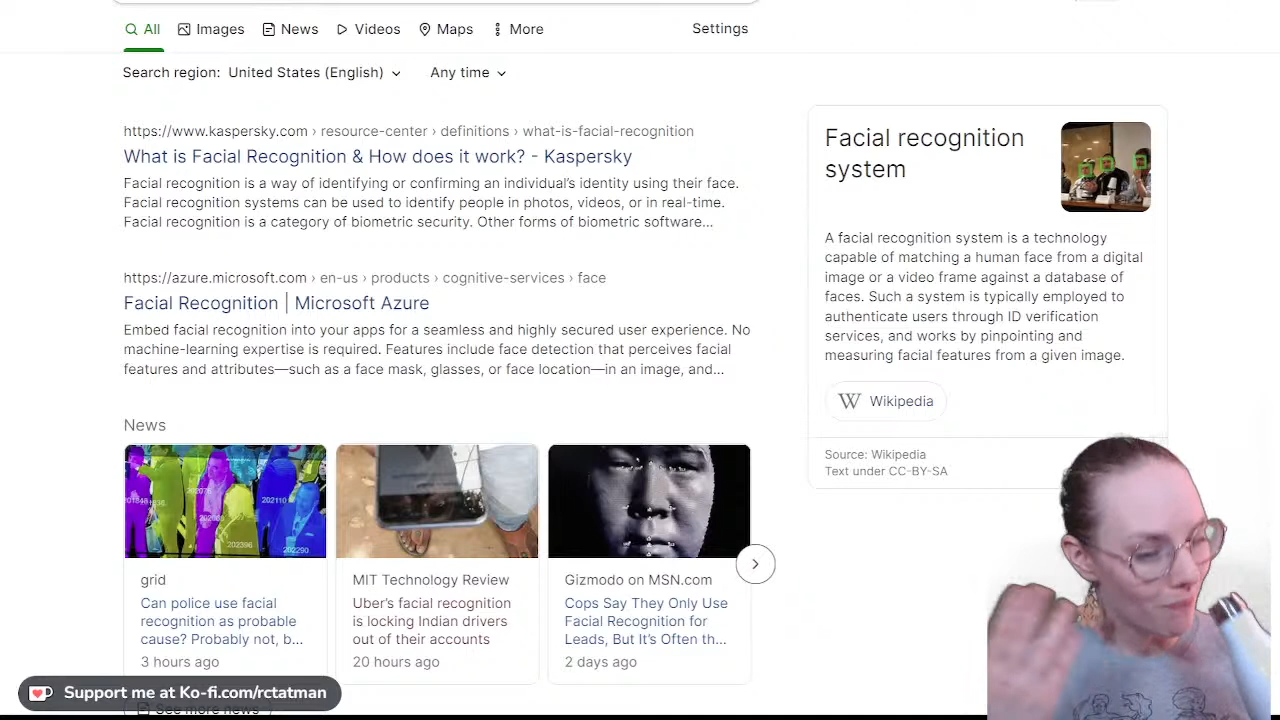 All Images News Videos Maps More Settings
Search region: United States (English) Any time
https://www.kaspersky.com › resource-center › definitions › what-is-facial-recognition
What is Facial Recognition & How does it work? - Kaspersky
Facial recognition is a way of identifying or confirming an individual's identity using their face.
Facial recognition systems can be used to identify people in photos, videos, or in real-time.
Facial recognition is a category of biometric security. Other forms of biometric software...
https://azure.microsoft.com › en-us › products › cognitive-services › face
Facial Recognition | Microsoft Azure
Embed facial recognition into your apps for a seamless and highly secured user experience. No
machine-learning expertise is required. Features include face detection that perceives facial
features and attributes—such as a face mask, glasses, or face location—in an image, and...
News
202110
202290
grid
Can police use facial
recognition as probable
cause? Probably not, b...
3 hours ago
MIT Technology Review
Uber's facial recognition
is locking Indian drivers
out of their accounts
20 hours ago
Gizmodo on MSN.com
Cops Say They Only Use
Facial Recognition for
Leads, But It's Often th...
2 days ago
See more news
Facial recognition
system
A facial recognition system is a technology
capable of matching a human face from a digital
image or a video frame against a database of
faces. Such a system is typically employed to
authenticate users through ID verification
services, and works by pinpointing and
measuring facial features from a given image.
W Wikipedia
Source: Wikipedia
Text under CC-BY-SA
Support me at Ko-fi.com/rctatman